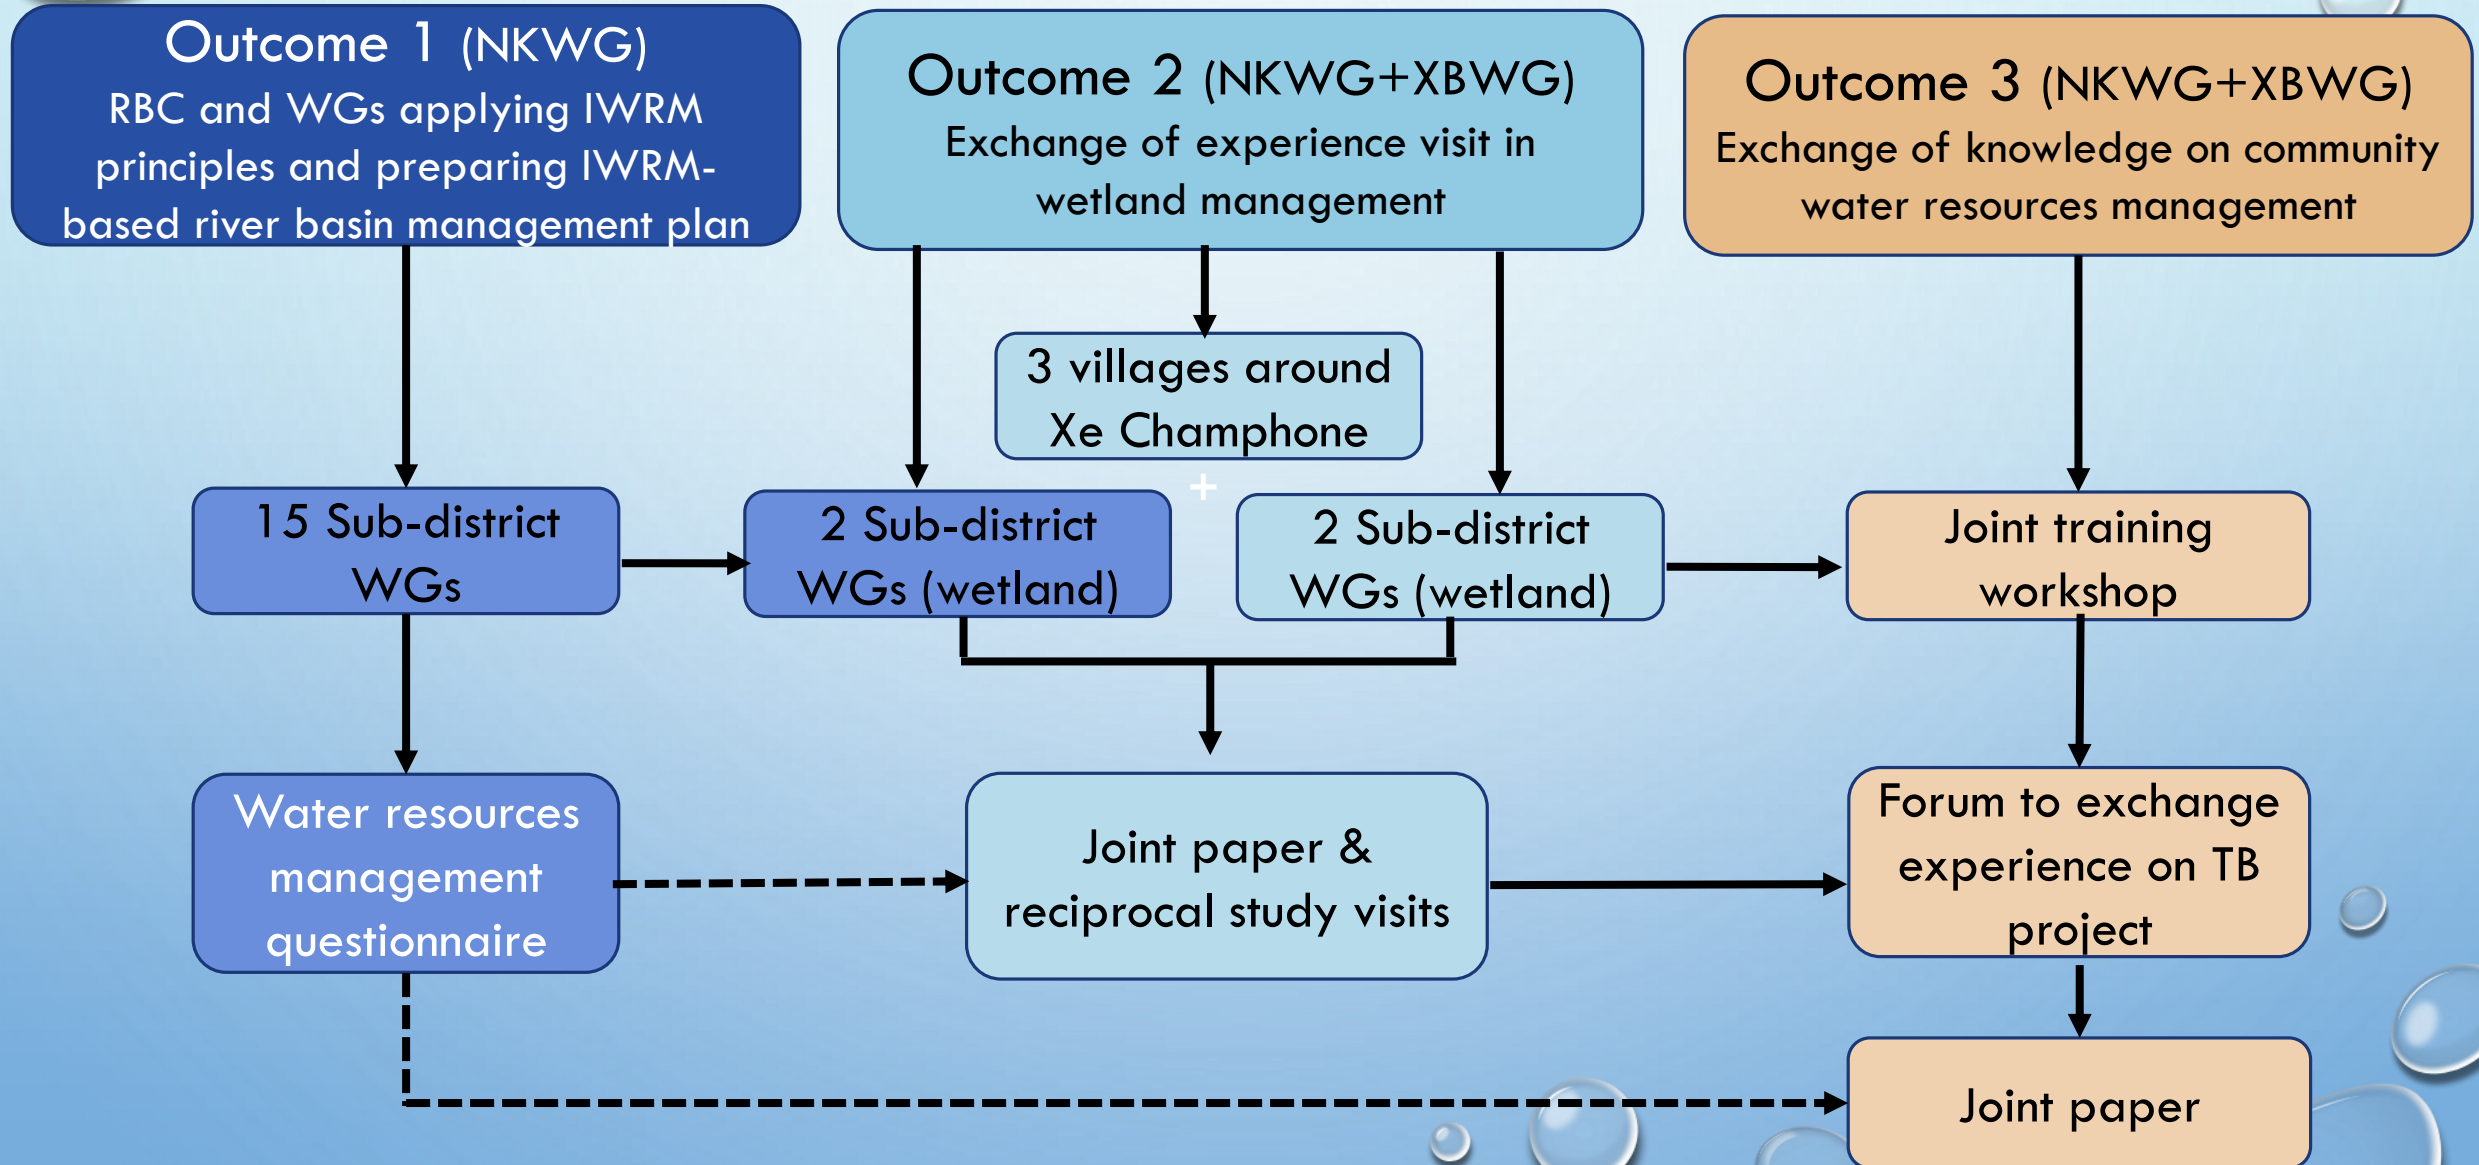 Outcome 1 (NKWG)
RBC and WGs applying IWRM
principles and preparing IWRM-
based river basin management plan
Outcome 2 (NKWG+XBWG)
Exchange of experience visit in
wetland management
Outcome 3 (NKWG+XBWG)
Exchange of knowledge on community
water resources management
3 villages around
Xe Champhone
+
15 Sub-district
WGs
2 Sub-district
WGs (wetland)
2 Sub-district
WGs (wetland)
Joint training
workshop
Water resources
management
questionnaire
Joint paper &
reciprocal study visits
Forum to exchange
experience on TB
project
Joint paper